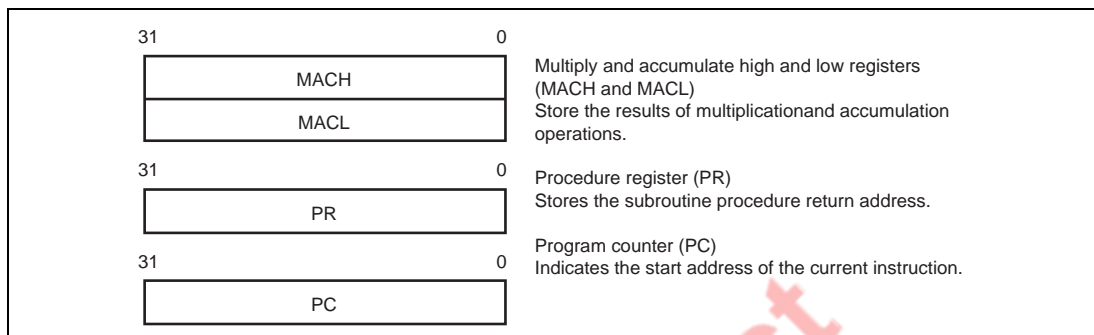 31 0
MACH
MACL
Multiply and accumulate high and low registers
(MACH and MACL)
Store the results of multiplicationand accumulation
operations.
31 0
PR
Procedure register (PR)
Stores the subroutine procedure return address.
31 0
PC
Program counter (PC)
Indicates the start address of the current instruction.